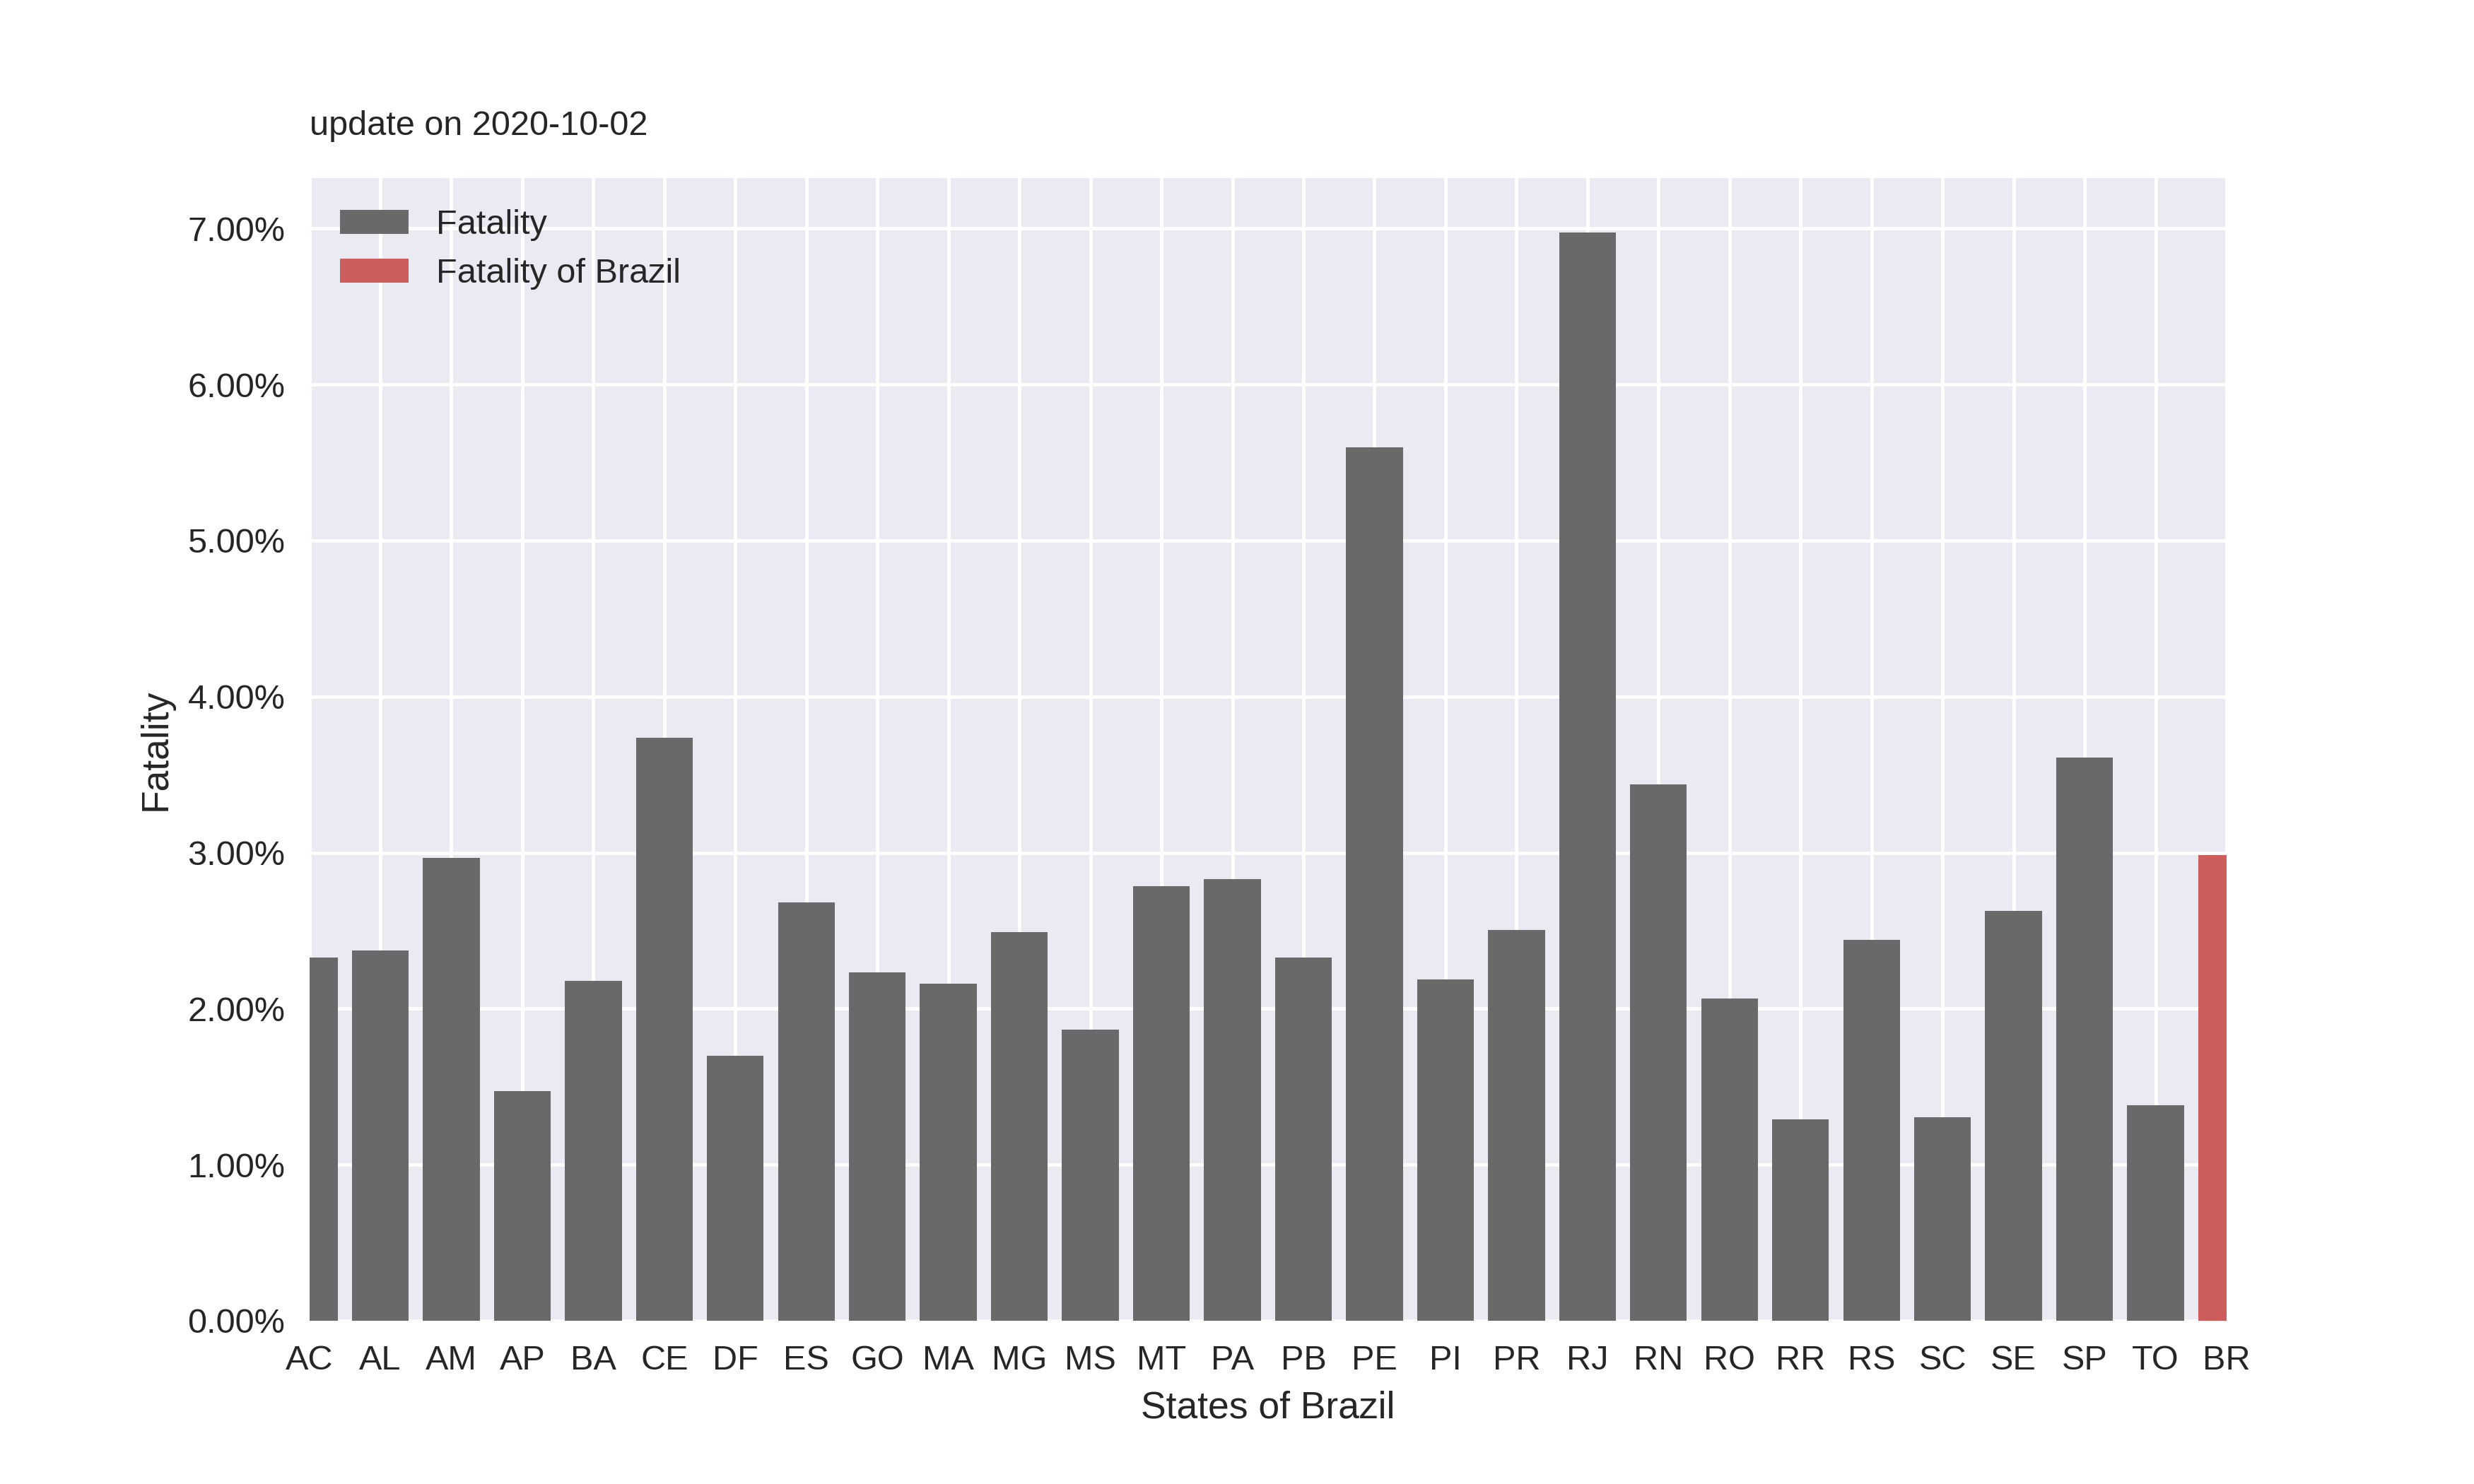 update on 2020-10-02
Fatality
Fatality of Brazil
7.00%
6.00%
5.00%
4.00%
3.00%
2.00%
1.00%
0.00%
Fatality
AC AL AM AP BA CE DF ES GO MA MG MS MT PA PB PE PI PR RJ RN RO RR RS SC SE SP TO BR
States of Brazil